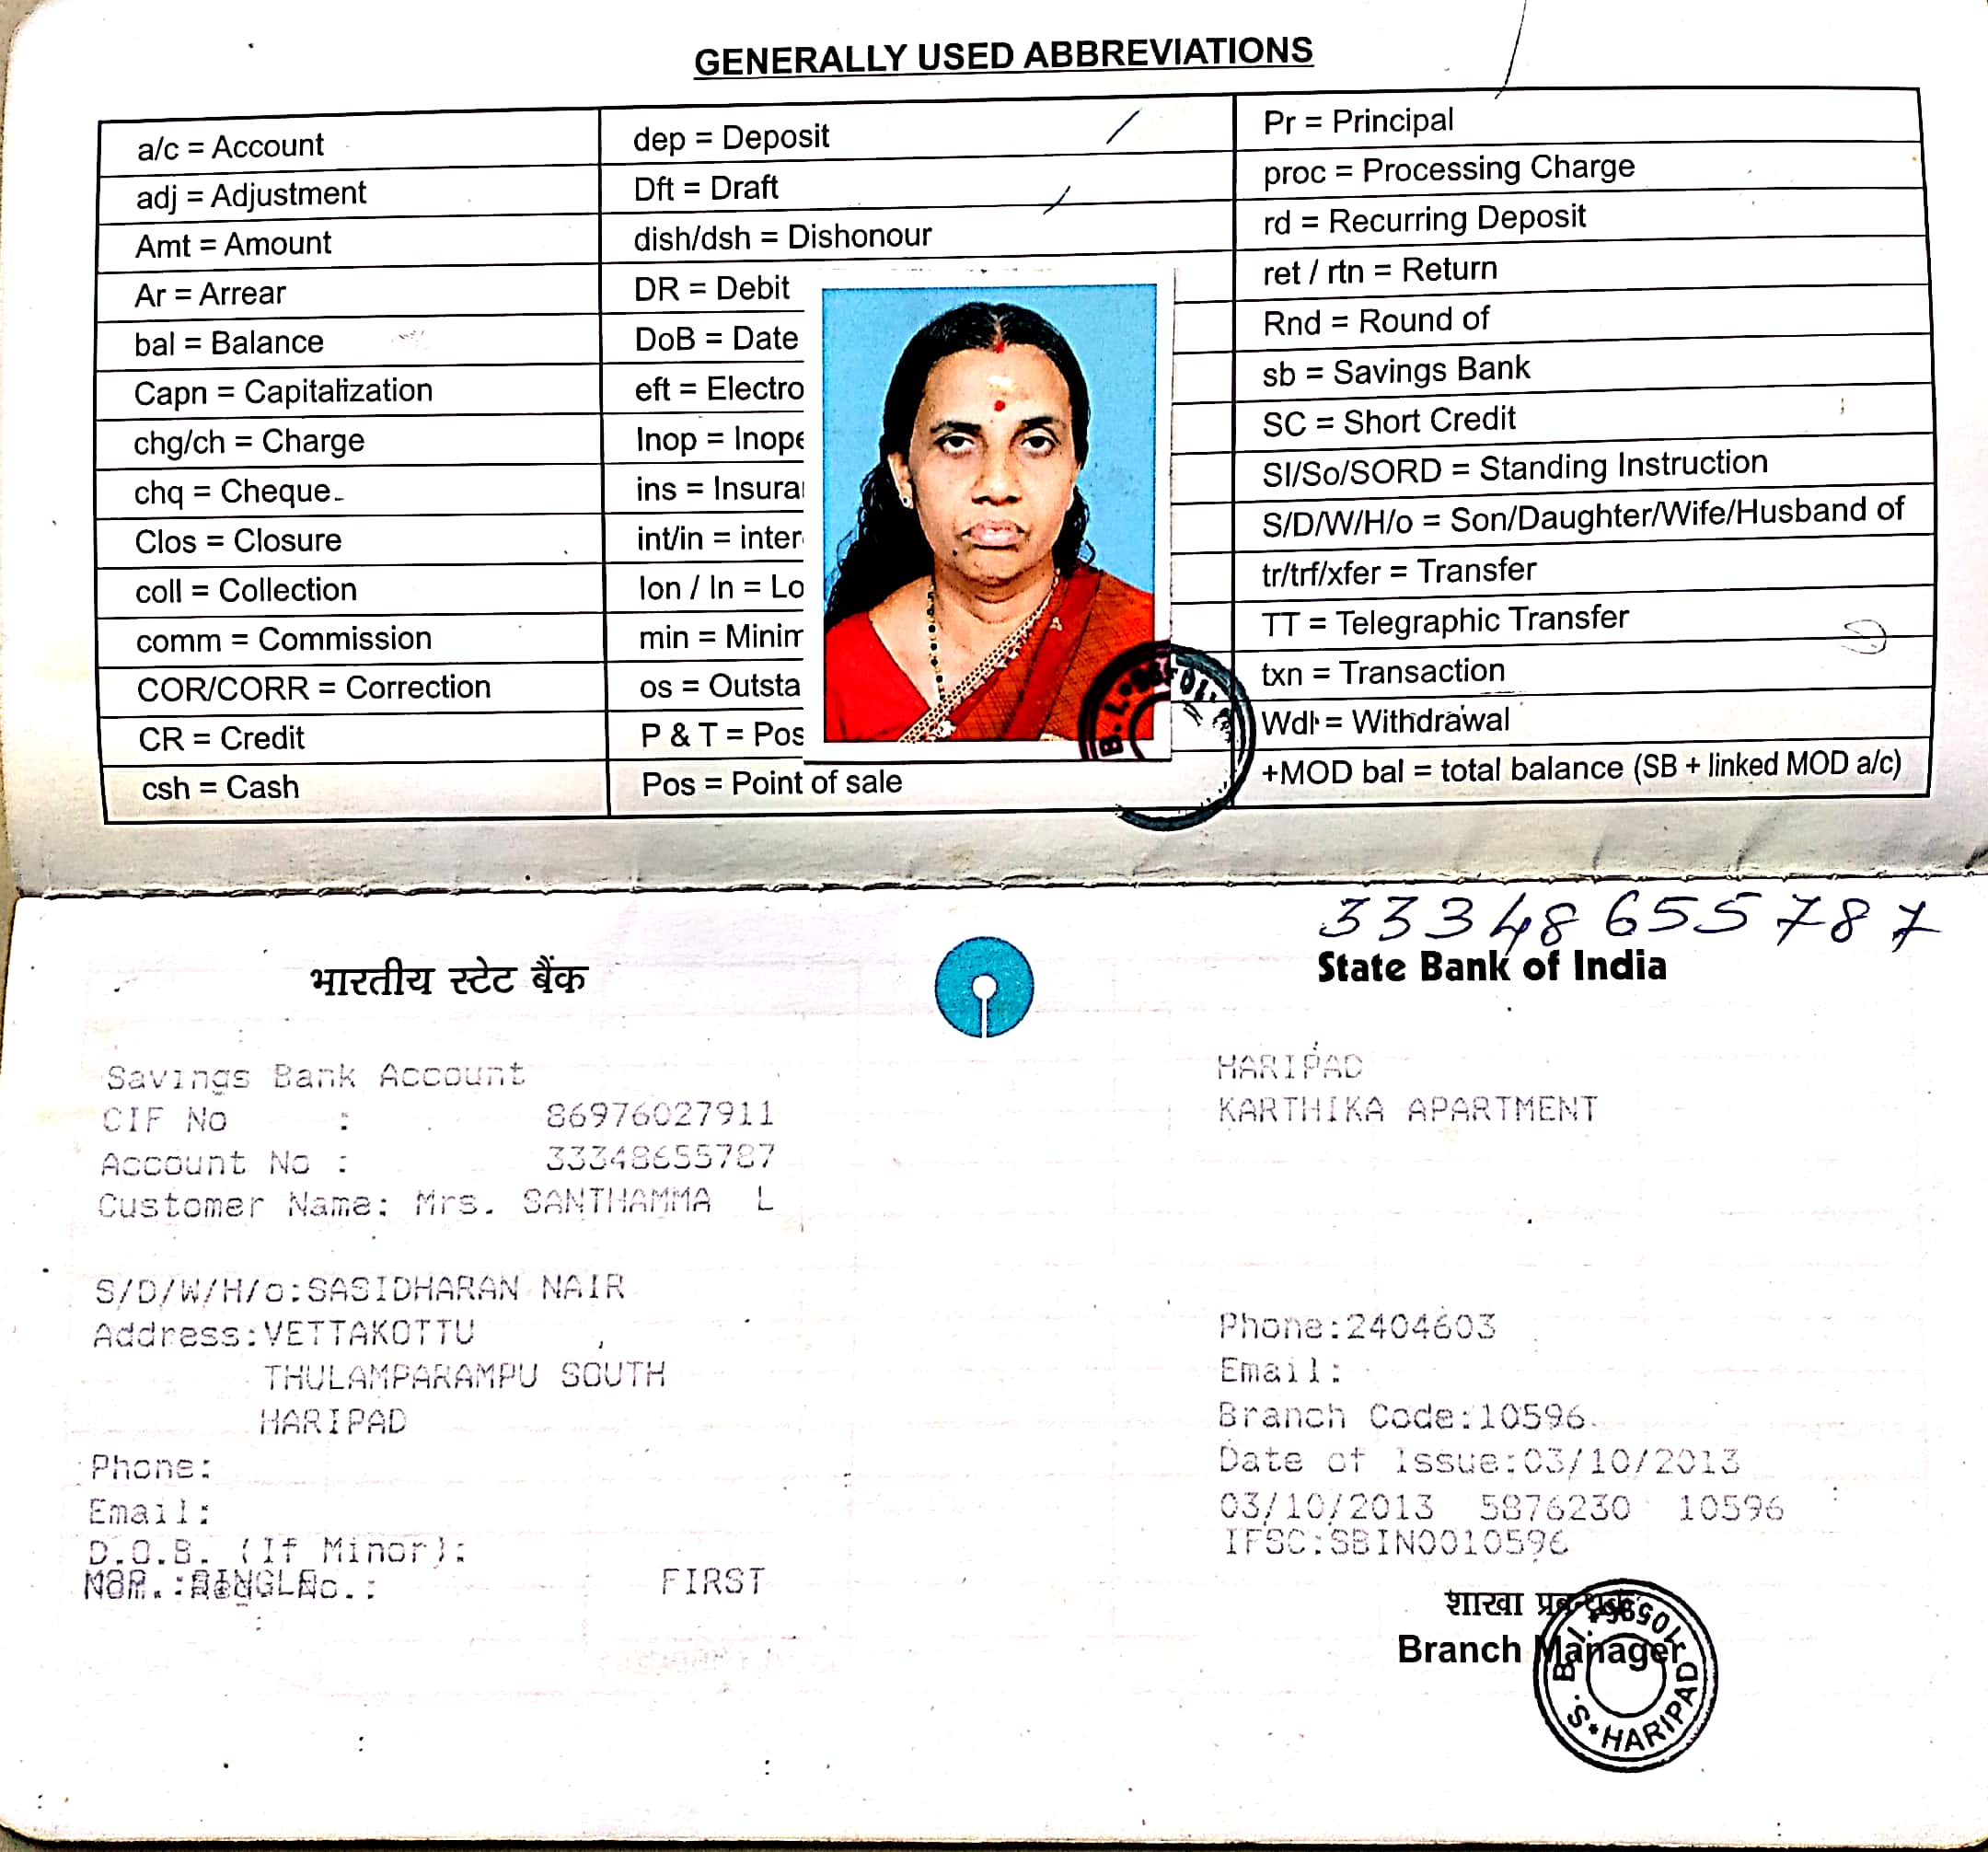 GENERALLY USED ABBREVIATIONS
a/c = Account
adj = Adjustment
Amt = Amount
Ar = Arrear
bal = Balance
Capn = Capitalization
chg/ch = Charge
chq = Cheque
Clos = Closure
coll = Collection
comm = Commission
COR/CORR = Correction
CR = Credit
csh = Cash
dep = Deposit
Dft = Draft
dish/dsh = Dishonour
DR = Debit
DoB = Date
eft = Electro
Inop = Inope
ins = Insura
int/in = inter
lon / ln = Lo
min = Minim
os = Outsta
P & T = Pos
Pos = Point of sale
Pr = Principal
proc = Processing Charge
rd = Recurring Deposit
ret / rtn = Return
Rnd = Round of
sb = Savings Bank
SC = Short Credit
SI/So/SORD = Standing Instruction
S/D/W/H/o = Son/Daughter/Wife/Husband of
tr/trf/xfer = Transfer
TT = Telegraphic Transfer
txn = Transaction
Wdl = Withdrawal
+MOD bal = total balance (SB + linked MOD a/c)
33348655787
भारतीय स्टेट बैंक
State Bank of India
Savings Bank Account
CIF No : 86976027911
Account No : 33348655787
Customer Name: Mrs. SANTHAMMA L
S/D/W/H/o:SASIDHARAN NAIR
Address:VETTAKOTTU
THULAMPARAMPU SOUTH
HARIPAD
Phone:
Email:
D.O.B. (If Minor):
FIRST
HARIPAD
KARTHIKA APARTMENT
Phone:2404603
Email:
Branch Code:10596
Date of Issue:03/10/2013
03/10/2013 5876230 10596
IFSC:SBIN0010596
शाखा प्रबन्धक
Branch Manager
S.B.I. 10596
HARIPAD